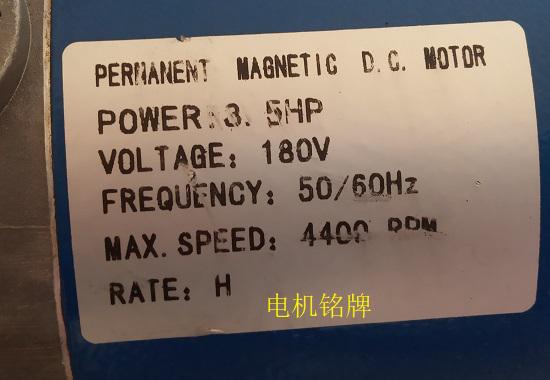 PERMANENT MAGNETIC D.C. MOTOR
POWER:3.5HP
VOLTAGE: 180V
FREQUENCY: 50/60Hz
MAX.SPEED: 4400 RPM
RATE: H
电机铭牌